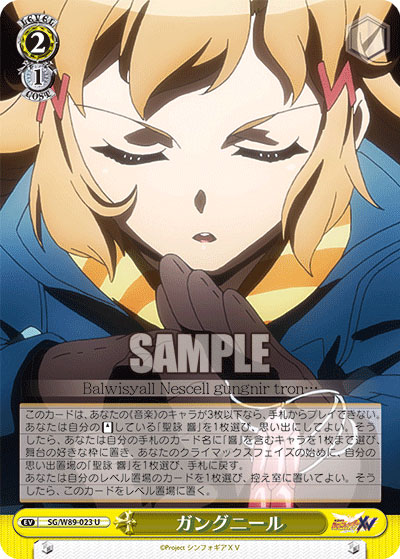 LEVEL
2
1
COST
SAMPLE
Balwisyall Nescell gungnir tron…
このカードは、あなたの《音楽》のキャラが3枚以下なら、手札からプレイできない。
あなたは自分の【スタンド】している「聖詠 響」を1枚選び、思い出にしてよい。そう
したら、あなたは自分の手札のカード名に「響」を含むキャラを1枚まで選び、
舞台の好きな枠に置き、あなたのクライマックスフェイズの始めに、自分の
思い出置場の「聖詠 響」を1枚選び、手札に戻す。
あなたは自分のレベル置場のカードを1枚選び、控え室に置いてよい。そう
したら、このカードをレベル置場に置く。
EV
SG/W89-023 U
ガングニール
XV
©Project シンフォギアXV